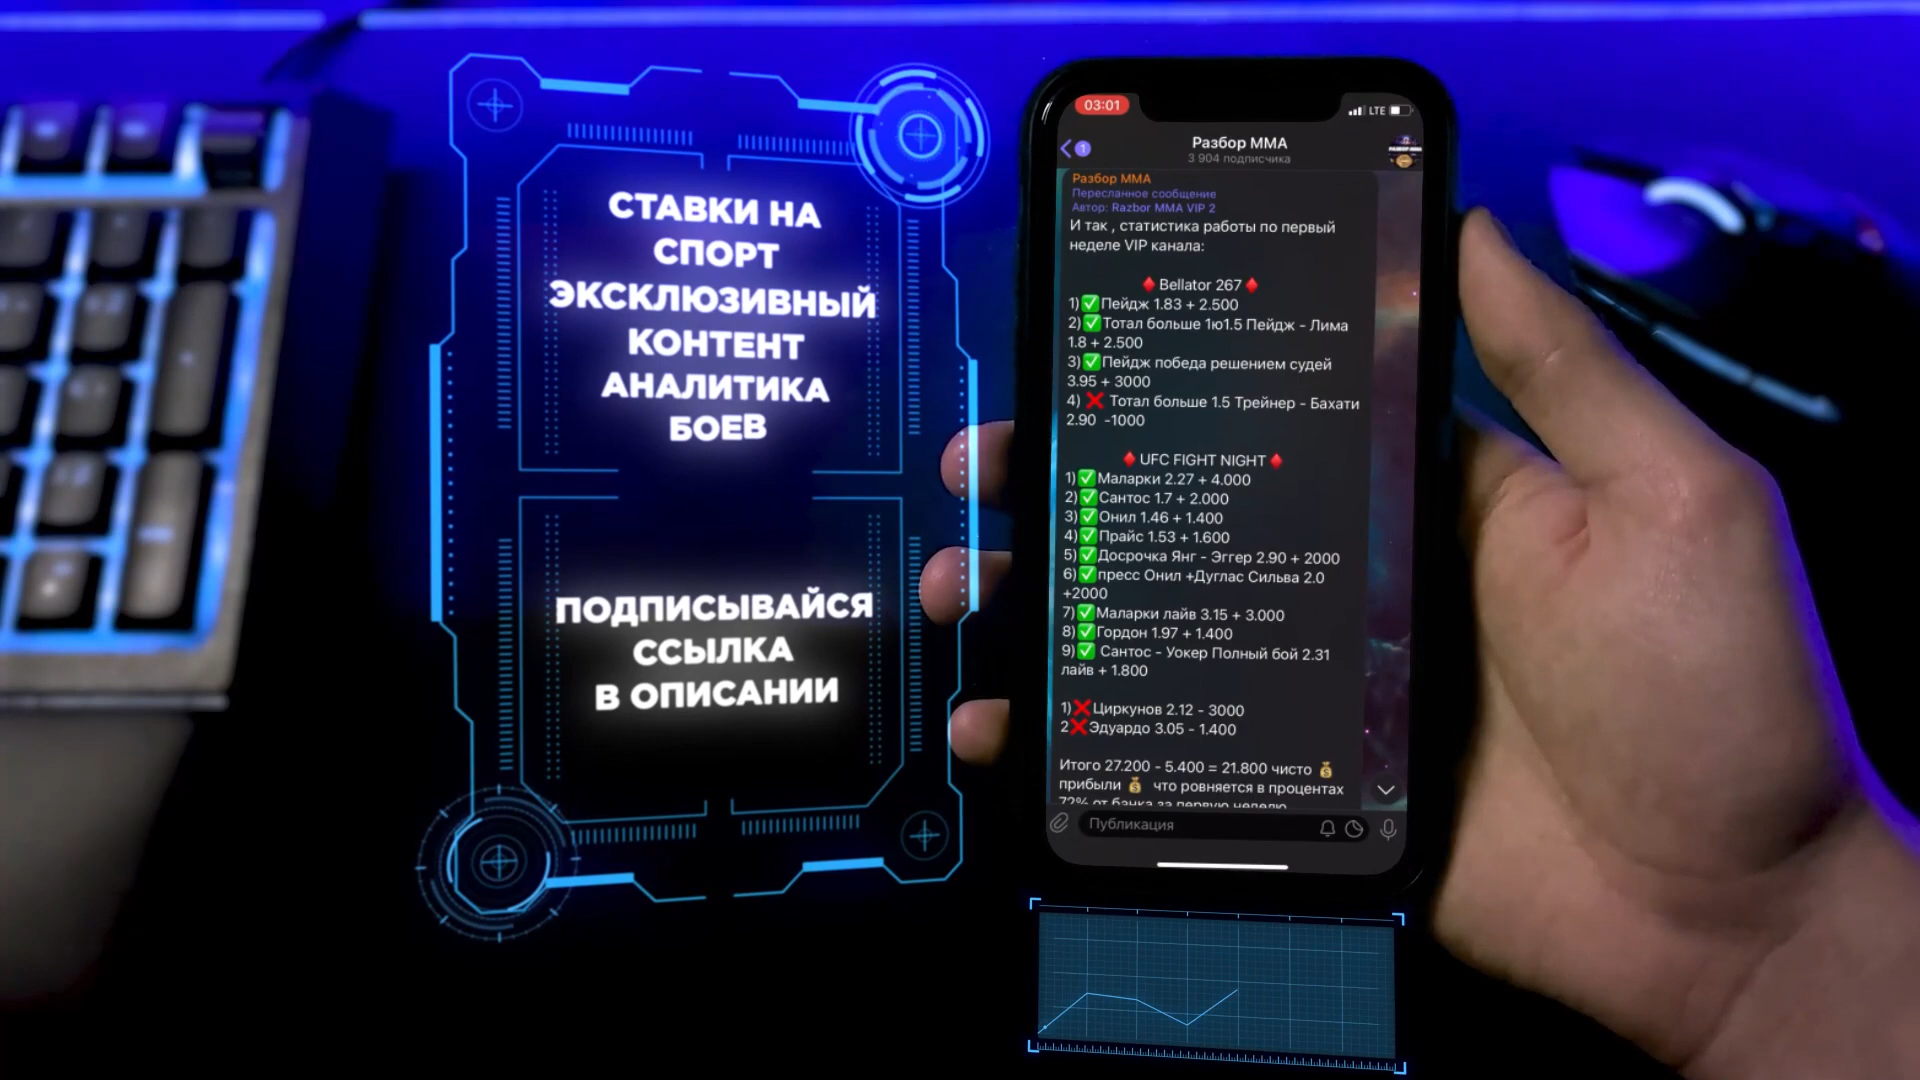 СТАВКИ НА
СПОРТ
ЭКСКЛЮЗИВНЫЙ
КОНТЕНТ
АНАЛИТИКА
БОЕВ
ПОДПИСЫВАЙСЯ
ССЫЛКА
В ОПИСАНИИ
03:01
LTE
1
Разбор ММА
3 904 подписчика
Разбор ММА
Пересланное сообщение
Автор: Razbor MMA VIP 2
И так , статистика работы по первый
неделе VIP канала:
♦️Bellator 267♦️
1)✅Пейдж 1.83 + 2.500
2)✅Тотал больше 1ю1.5 Пейдж - Лима
1.8 + 2.500
3)✅Пейдж победа решением судей
3.95 + 3000
4) ❌ Тотал больше 1.5 Трейнер - Бахати
2.90 -1000
♦️UFC FIGHT NIGHT♦️
1)✅Маларки 2.27 + 4.000
2)✅Сантос 1.7 + 2.000
3)✅Онил 1.46 + 1.400
4)✅Прайс 1.53 + 1.600
5)✅Досрочка Янг - Эггер 2.90 + 2000
6)✅пресс Онил +Дуглас Сильва 2.0
+2000
7)✅Маларки лайв 3.15 + 3.000
8)✅Гордон 1.97 + 1.400
9)✅ Сантос - Уокер Полный бой 2.31
лайв + 1.800
1)❌Циркунов 2.12 - 3000
2❌Эдуардо 3.05 - 1.400
Итого 27.200 - 5.400 = 21.800 чисто 💰
прибыли 💰 что ровняется в процентах
72% от банка за первую неделю
Публикация